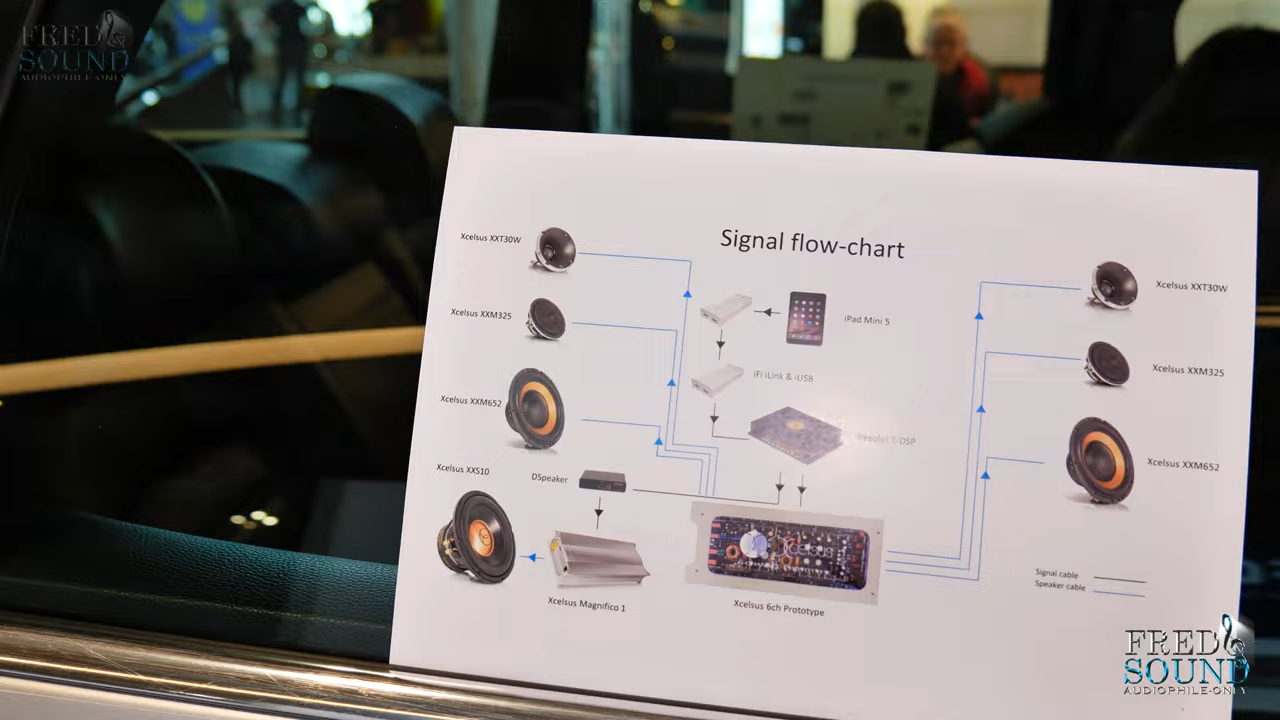 FRED
SOUND
AUDIOPHILE-ONLY
Signal flow-chart
Xcelsus XXT30W
Xcelsus XXM325
Xcelsus XXM652
Xcelsus XXS10
iPad Mini 5
iFi iLink & iUSB
DSpeaker
Xcelsus Magnifico 1
Xcelsus
Xcelsus 6ch Prototype
Xcelsus XXT30W
Xcelsus XXM325
Xcelsus XXM652
Signal cable
Speaker cable
FRED
SOUND
AUDIOPHILE-ONLY